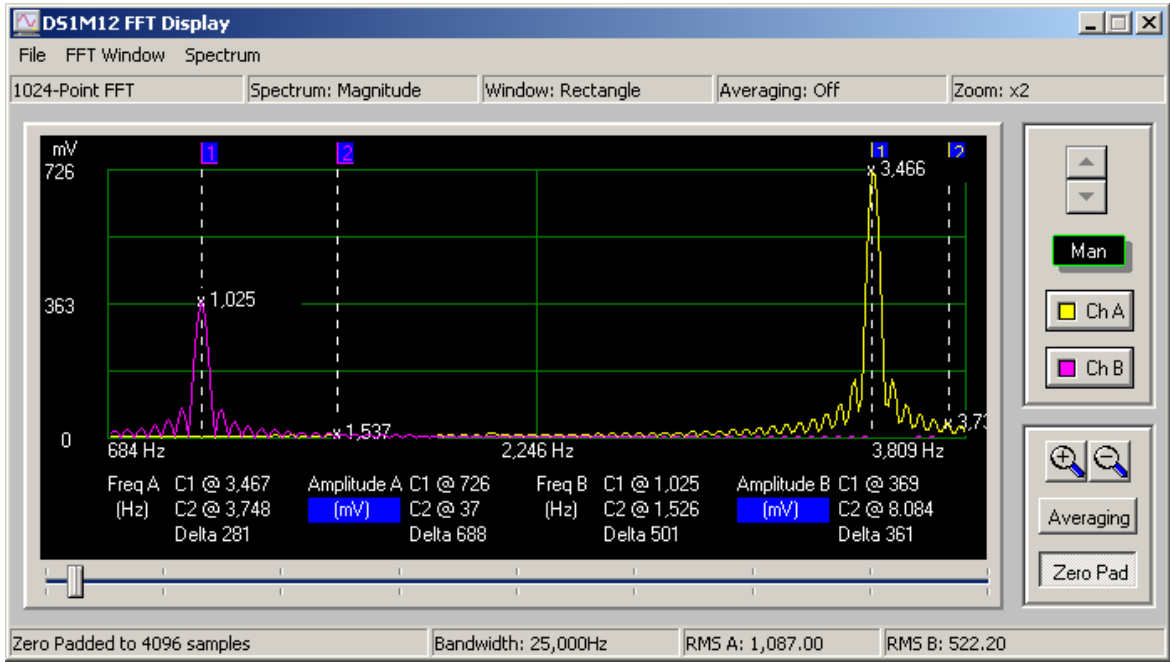 DS1M12 FFT Display
File FFT Window Spectrum
1024-Point FFT Spectrum: Magnitude Window: Rectangle Averaging: Off Zoom: x2
mV 1 2 1 2
726 3,466
Man
363 1,025
Ch A
Ch B
0 1,537 3,73
684 Hz 2,246 Hz 3,809 Hz
Freq A C1 @ 3,467 Amplitude A C1 @ 726 Freq B C1 @ 1,025 Amplitude B C1 @ 369
(Hz) C2 @ 3,748 (mV) C2 @ 37 (Hz) C2 @ 1,526 (mV) C2 @ 8.084
Delta 281 Delta 688 Delta 501 Delta 361
Averaging
Zero Pad
Zero Padded to 4096 samples Bandwidth: 25,000Hz RMS A: 1,087.00 RMS B: 522.20